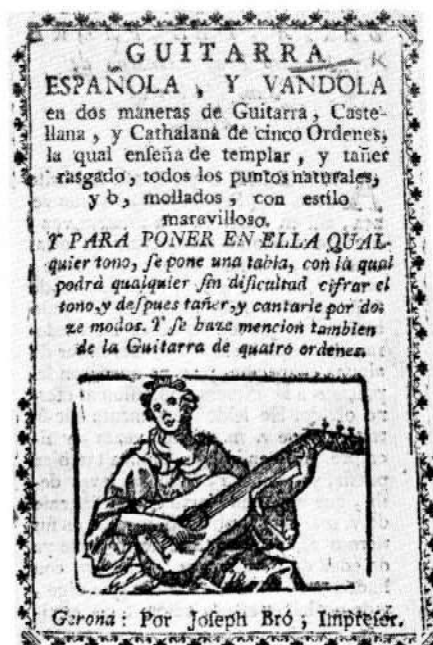 GUITARRA
ESPAÑOLA, Y VANDOLA
en dos maneras de Guitarra, Caste-
llana, y Cathalana de cinco Ordenes,
la qual enseña de templar, y tañer
rasgado, todos los puntos naturales,
y b, mollados, con estilo
maravilloso.
Y PARA PONER EN ELLA QUAL-
quier tono, se pone una tabla, con la qual
podrà qualquier sin dificultad cifrar el
tono, y despues tañer, y cantarle por do-
ze modos. Y se haze mencion tambien
de la Guitarra de quatro ordenes.
Gerona: Por Joseph Bró, Impresor.